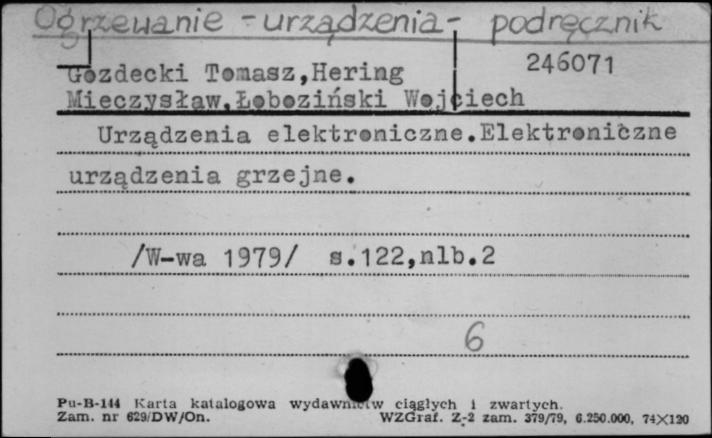 Ogrzewanie - urządzenia - podręcznik
Gozdecki Tomasz,Hering 246071
Mieczysław,Łoboziński Wojciech
Urządzenia elektroniczne.Elektroniczne
urządzenia grzejne.
/W-wa 1979/ s.122,nlb.2
6
Pu-B-144 Karta katalogowa wydawnictw ciągłych i zwartych.
Zam. nr 629/DW/On. WZGraf. Z-2 zam. 379/79, 6.250.000, 74X120